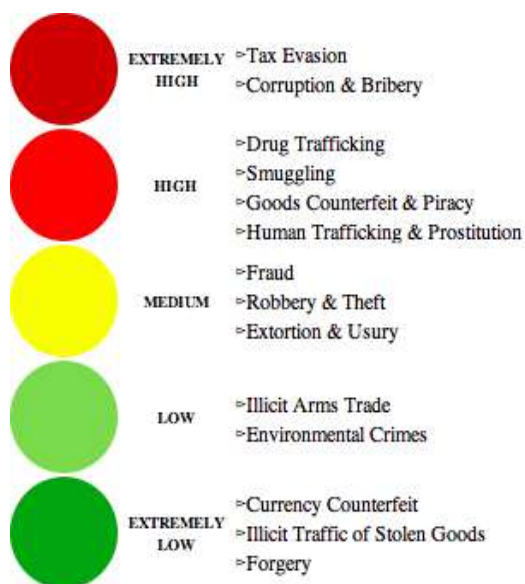 EXTREMELY HIGH
▻Tax Evasion
▻Corruption & Bribery
HIGH
▻Drug Trafficking
▻Smuggling
▻Goods Counterfeit & Piracy
▻Human Trafficking & Prostitution
MEDIUM
▻Fraud
▻Robbery & Theft
▻Extortion & Usury
LOW
▻Illicit Arms Trade
▻Environmental Crimes
EXTREMELY LOW
▻Currency Counterfeit
▻Illicit Traffic of Stolen Goods
▻Forgery